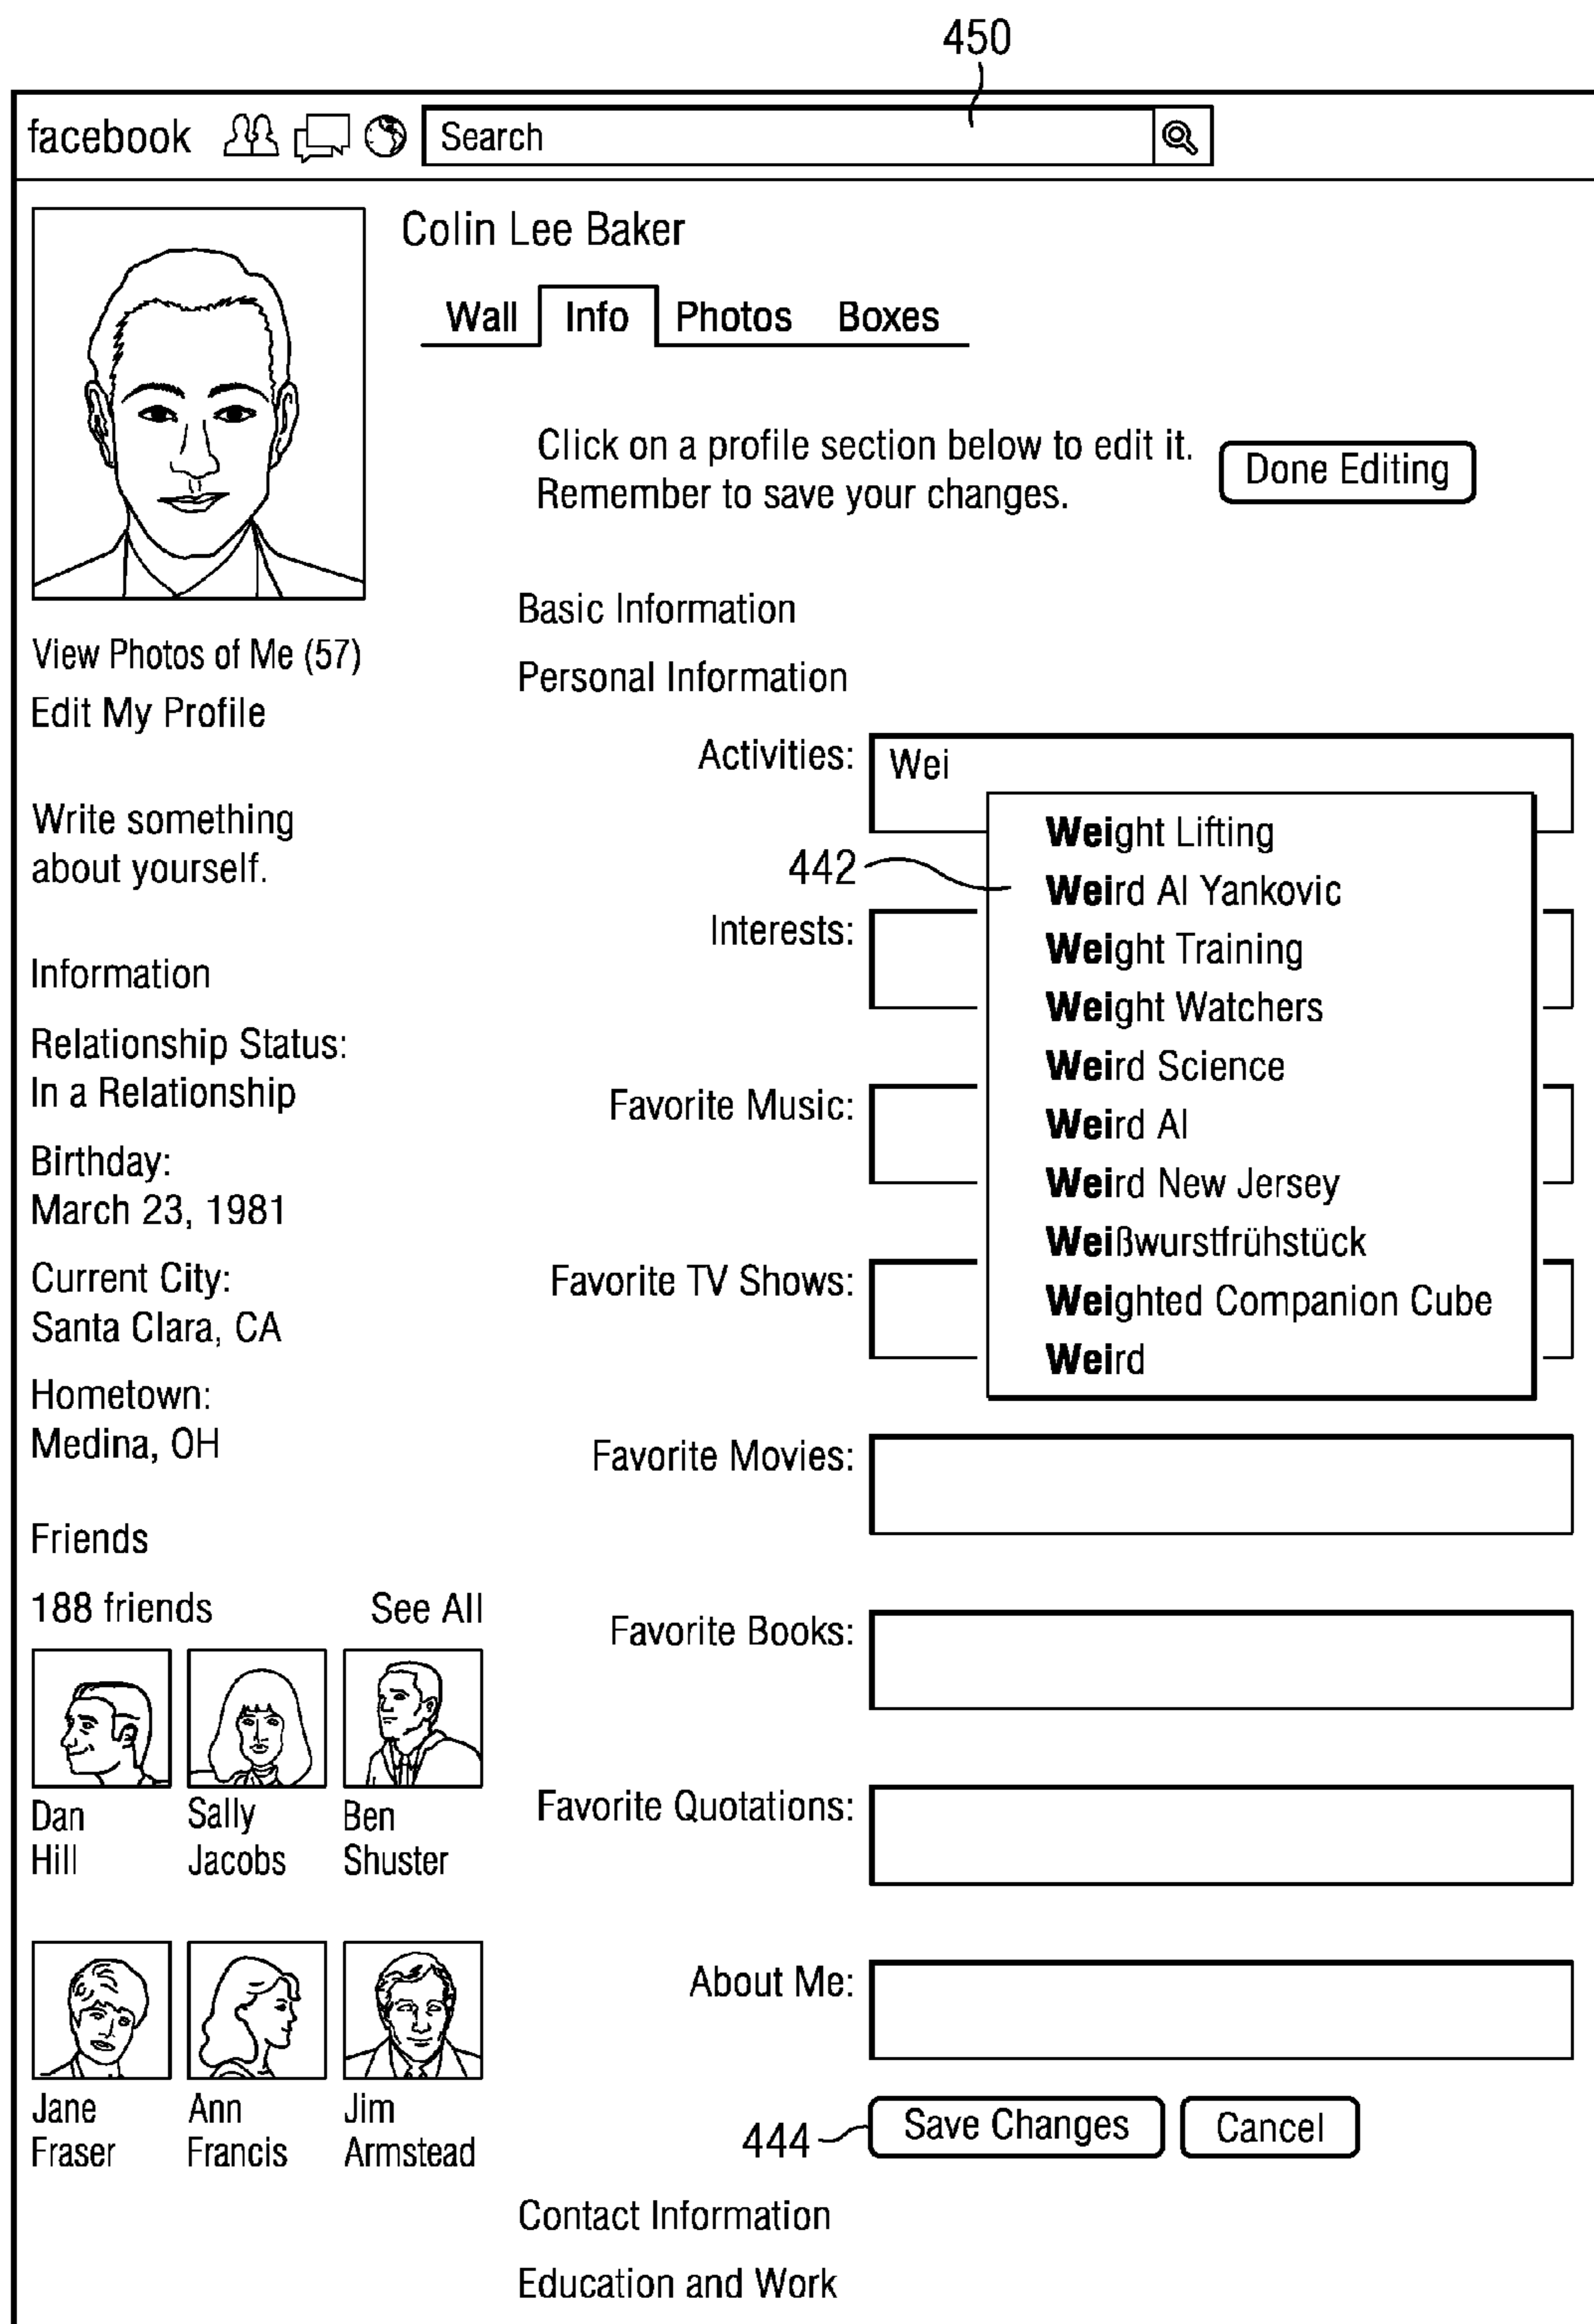 450
facebook
Search
Colin Lee Baker
Wall Info Photos Boxes
Click on a profile section below to edit it.
Remember to save your changes.
Done Editing
View Photos of Me (57)
Edit My Profile
Write something
about yourself.
Information
Relationship Status:
In a Relationship
Birthday:
March 23, 1981
Current City:
Santa Clara, CA
Hometown:
Medina, OH
Friends
188 friends See All
Dan
Hill
Sally
Jacobs
Ben
Shuster
Jane
Fraser
Ann
Francis
Jim
Armstead
Basic Information
Personal Information
Activities: Wei
442
Weight Lifting
Weird Al Yankovic
Weight Training
Weight Watchers
Weird Science
Weird Al
Weird New Jersey
Weißwurstfrühstück
Weighted Companion Cube
Weird
Interests:
Favorite Music:
Favorite TV Shows:
Favorite Movies:
Favorite Books:
Favorite Quotations:
About Me:
444
Save Changes Cancel
Contact Information
Education and Work